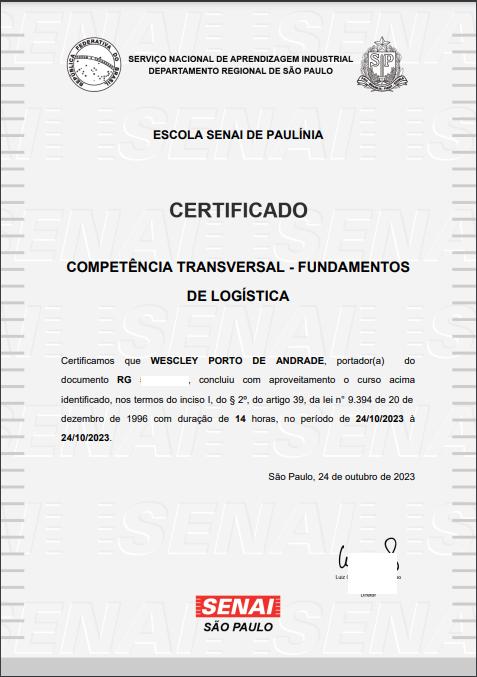 REPÚBLICA FEDERATIVA DO BRASIL
SERVIÇO NACIONAL DE APRENDIZAGEM INDUSTRIAL
DEPARTAMENTO REGIONAL DE SÃO PAULO
SP
ESCOLA SENAI DE PAULÍNIA
CERTIFICADO
COMPETÊNCIA TRANSVERSAL - FUNDAMENTOS
DE LOGÍSTICA
Certificamos que WESCLEY PORTO DE ANDRADE, portador(a) do
documento RG , concluiu com aproveitamento o curso acima
identificado, nos termos do inciso I, do § 2º, do artigo 39, da lei n° 9.394 de 20 de
dezembro de 1996 com duração de 14 horas, no período de 24/10/2023 à
24/10/2023.
São Paulo, 24 de outubro de 2023
Luiz
Diretor
SENAI
SÃO PAULO